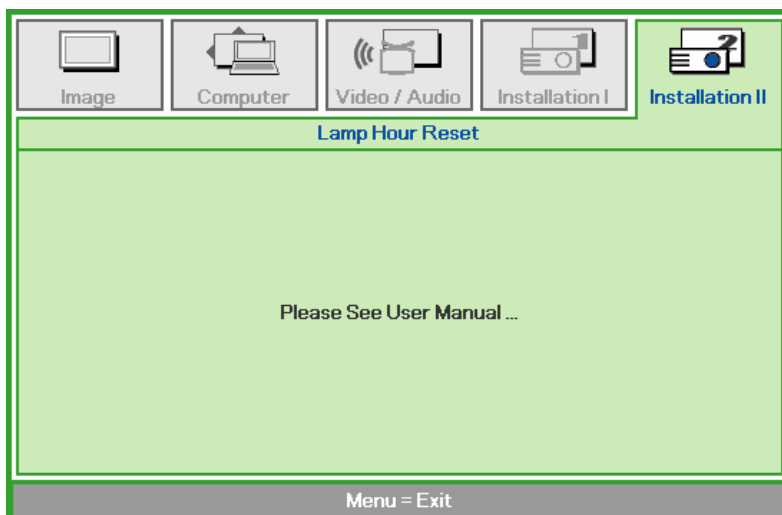 Image
Computer
Video / Audio
Installation I
Installation II
Lamp Hour Reset
Please See User Manual ...
Menu = Exit